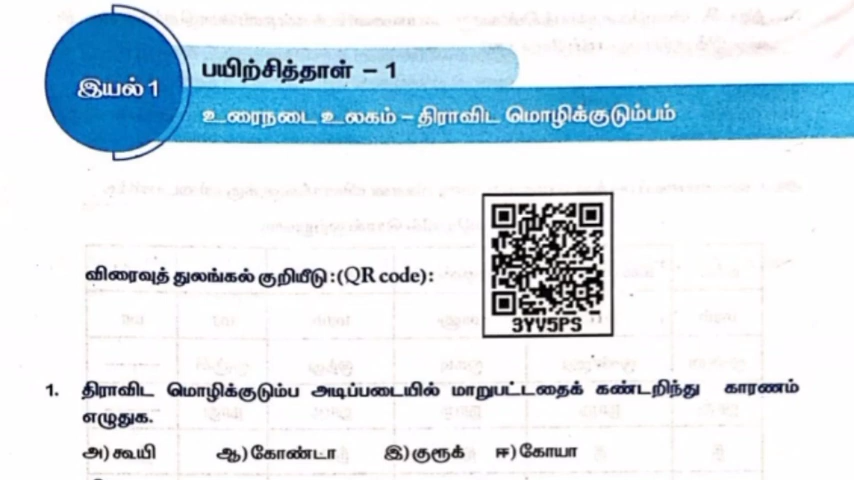 இயல் 1
பயிற்சித்தாள் – 1
உரைநடை உலகம் – திராவிட மொழிக்குடும்பம்
விரைவுத் துலங்கல் குறியீடு :(QR code):
3YV5PS
1. திராவிட மொழிக்குடும்ப அடிப்படையில் மாறுபட்டதைக் கண்டறிந்து காரணம்
எழுதுக.
அ) கூயி ஆ) கோண்டா இ) குரூக் ஈ) கோயா